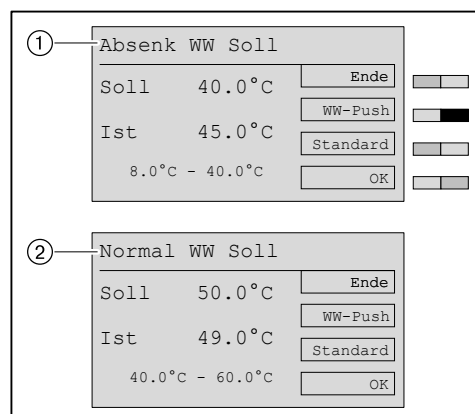 1
Absenk WW Soll
Soll 40.0°C
Ist 45.0°C
8.0°C - 40.0°C
Ende
WW-Push
Standard
OK
2
Normal WW Soll
Soll 50.0°C
Ist 49.0°C
40.0°C - 60.0°C
Ende
WW-Push
Standard
OK